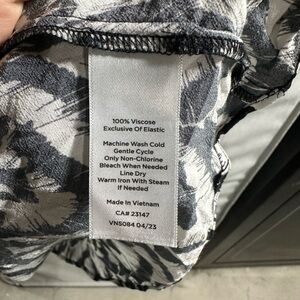 100% Viscose
Exclusive Of Elastic
Machine Wash Cold
Gentle Cycle
Only Non-Chlorine
Bleach When Needed
Line Dry
Warm Iron With Steam
If Needed
Made In Vietnam
CA# 23147
VN5084 04/23